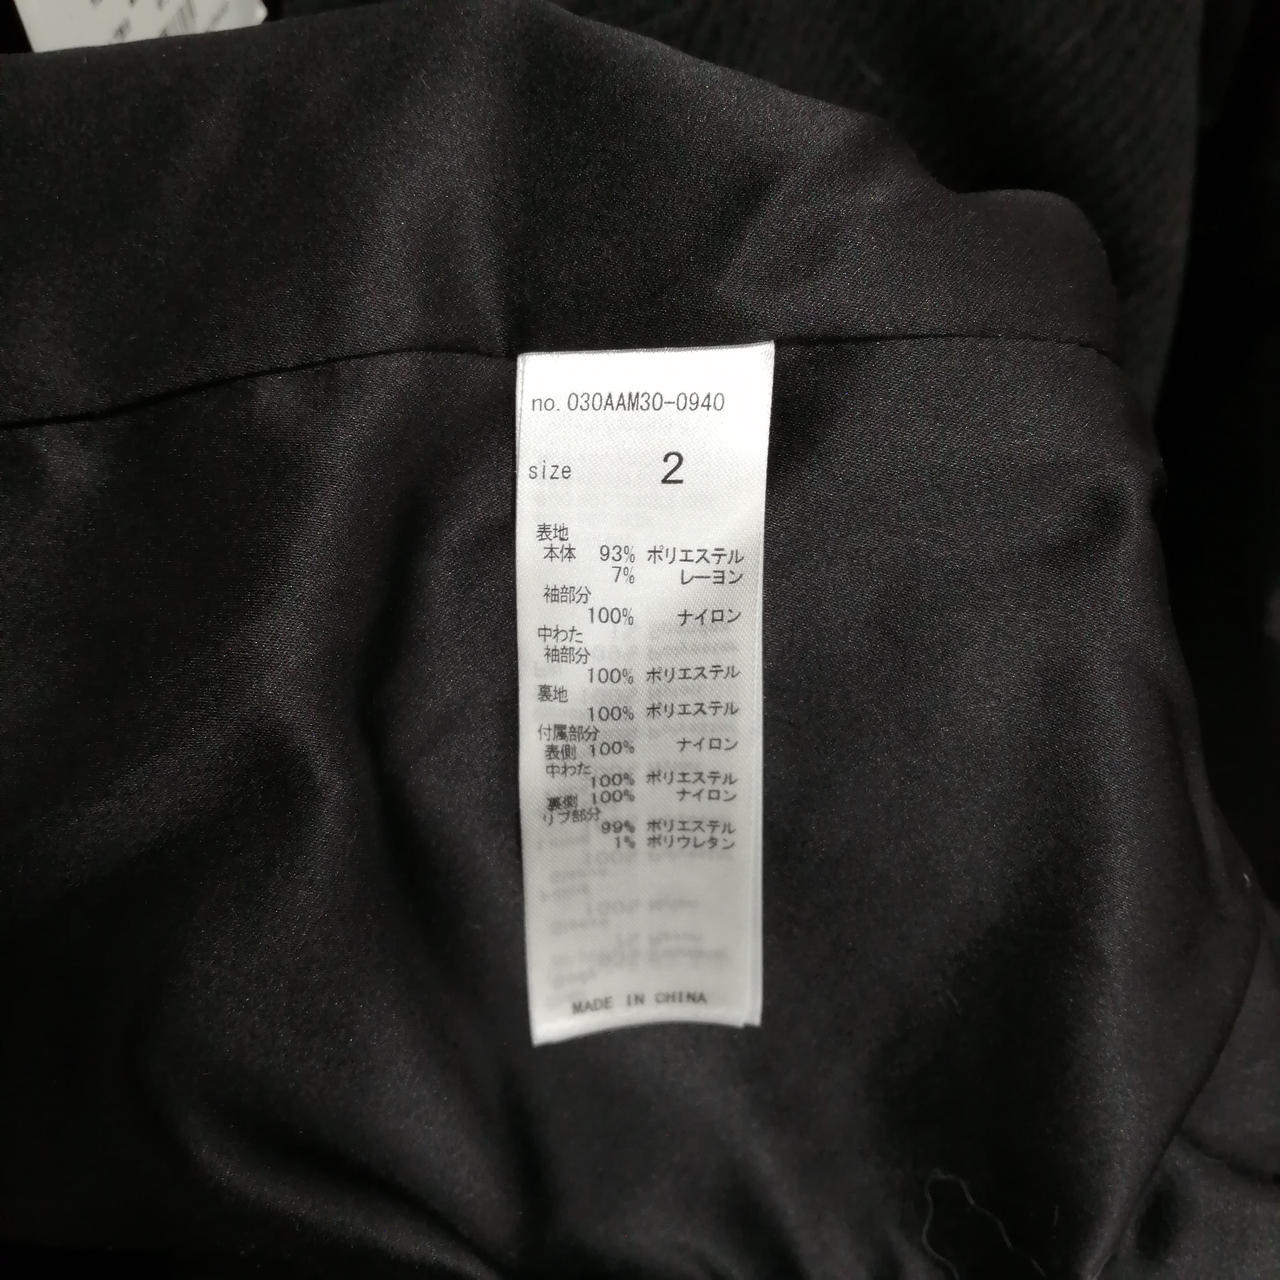 no. 030AAM30-0940
size 2
表地
本体 93% ポリエステル
7% レーヨン
袖部分
100% ナイロン
中わた
袖部分
100% ポリエステル
裏地
100% ポリエステル
付属部分
表側 100% ナイロン
中わた
100% ポリエステル
裏側 100% ナイロン
リブ部分
99% ポリエステル
1% ポリウレタン
MADE IN CHINA